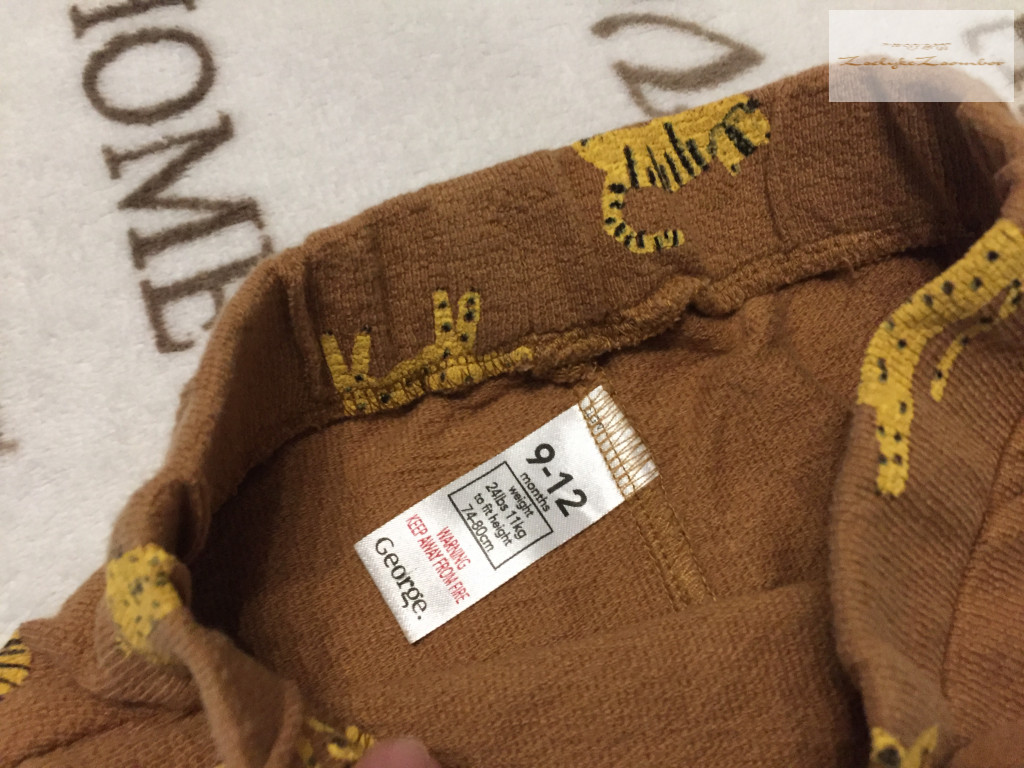 HOME
9-12
months
weight
24lbs 11kg
to fit height
74-80cm
WARNING
KEEP AWAY FROM FIRE
George.